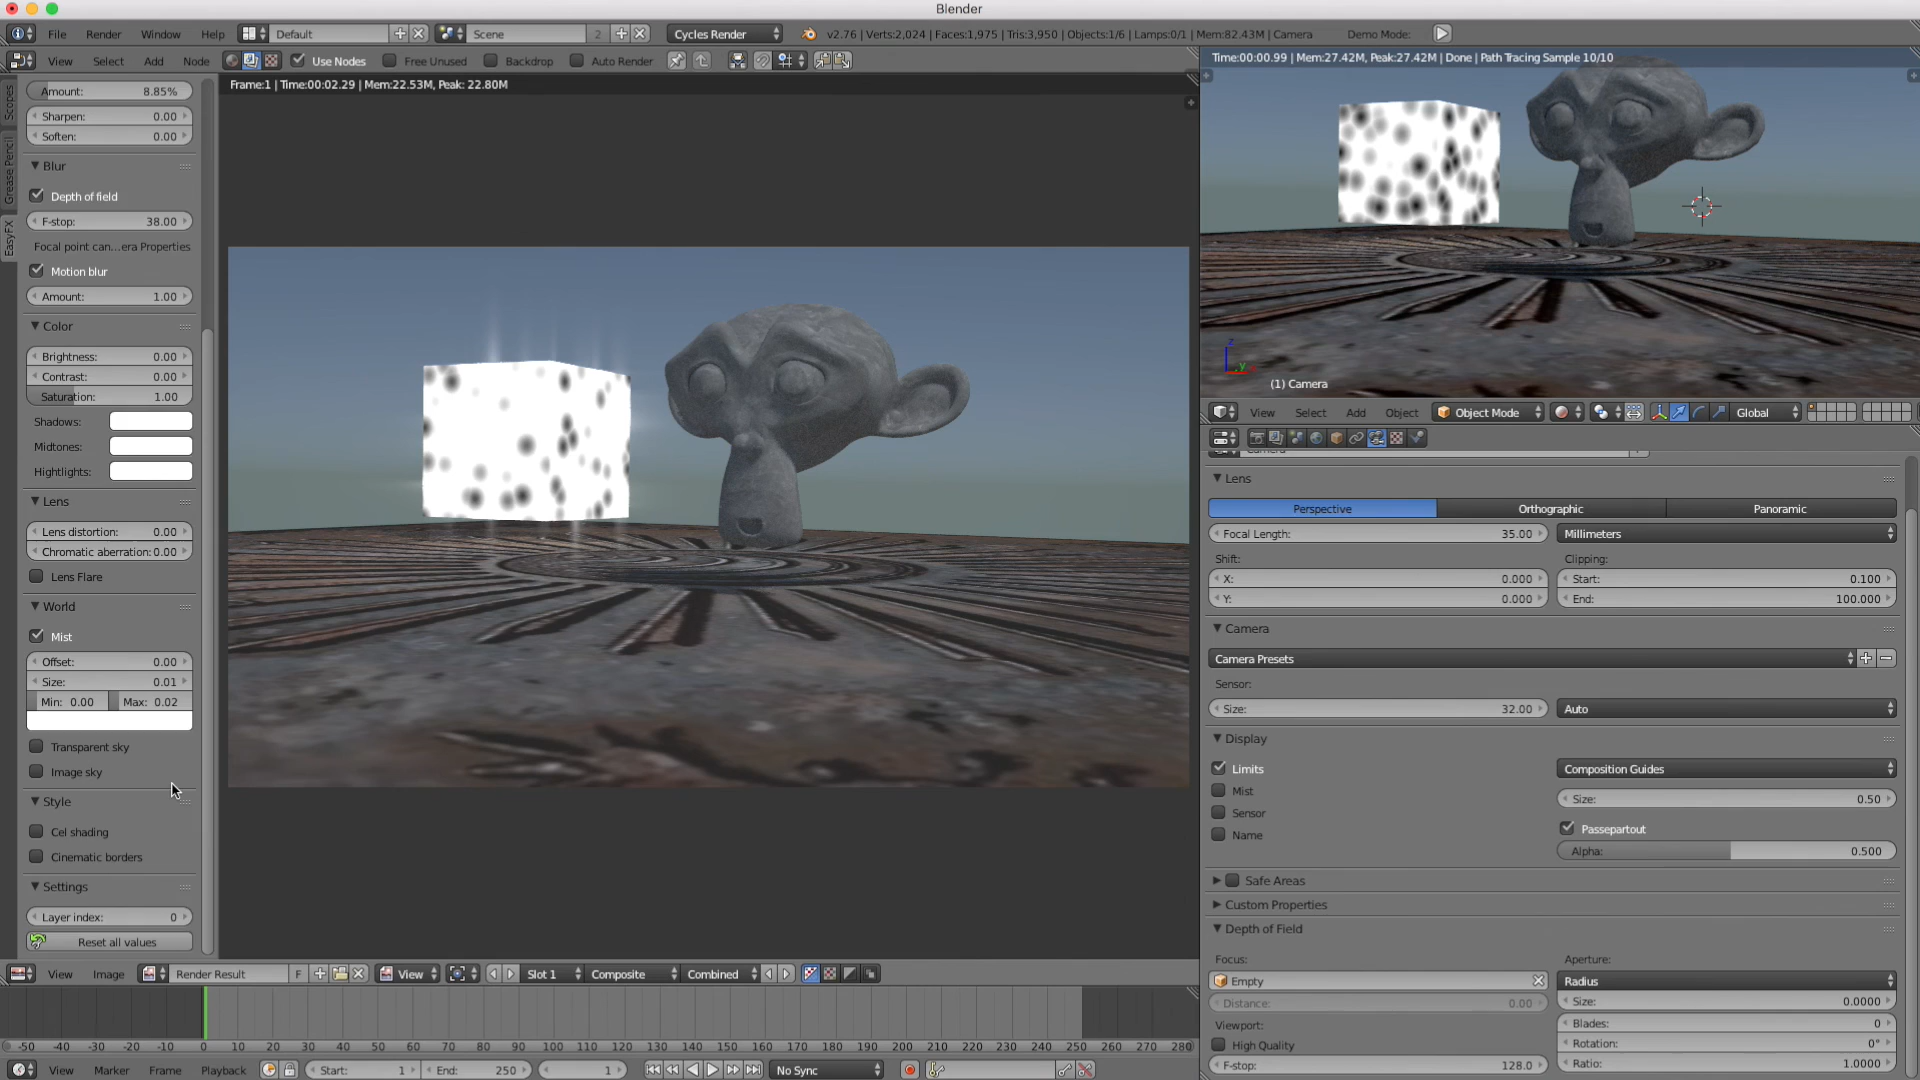 Blender
File Render Window Help Default Scene 2 Cycles Render v2.76 | Verts:2,024 | Faces:1,975 | Tris:3,950 | Objects:1/6 | Lamps:0/1 | Mem:82.43M | Camera Demo Mode:
View Select Add Node Use Nodes Free Unused Backdrop Auto Render
Time:00:00.99 | Mem:27.42M, Peak:27.42M | Done | Path Tracing Sample 10/10
Frame:1 | Time:00:02.29 | Mem:22.53M, Peak: 22.80M
Scopes
Grease Pencil
EasyFX
Amount: 8.85%
Sharpen: 0.00
Soften: 0.00
Blur
Depth of field
F-stop: 38.00
Focal point can...era Properties
Motion blur
Amount: 1.00
Color
Brightness: 0.00
Contrast: 0.00
Saturation: 1.00
Shadows:
Midtones:
Hightlights:
Lens
Lens distortion: 0.00
Chromatic aberration: 0.00
Lens Flare
World
Mist
Offset: 0.00
Size: 0.01
Min: 0.00 Max: 0.02
Transparent sky
Image sky
Style
Cel shading
Cinematic borders
Settings
Layer index: 0
Reset all values
z
y
(1) Camera
View Select Add Object Object Mode Global
Lens
Perspective Orthographic Panoramic
Focal Length: 35.00 Millimeters
Shift: Clipping:
X: 0.000 Start: 0.100
Y: 0.000 End: 100.000
Camera
Camera Presets
Sensor:
Size: 32.00 Auto
Display
Limits Composition Guides
Mist Size: 0.50
Sensor Passepartout
Name Alpha: 0.500
Safe Areas
Custom Properties
Depth of Field
Focus: Aperture:
Empty Radius
Distance: 0.00 Size: 0.0000
Viewport: Blades: 0
High Quality Rotation: 0°
F-stop: 128.0 Ratio: 1.0000
View Image Render Result F View Slot 1 Composite Combined
-50 -40 -30 -20 -10 0 10 20 30 40 50 60 70 80 90 100 110 120 130 140 150 160 170 180 190 200 210 220 230 240 250 260 270 280
View Marker Frame Playback Start: 1 End: 250 1 No Sync